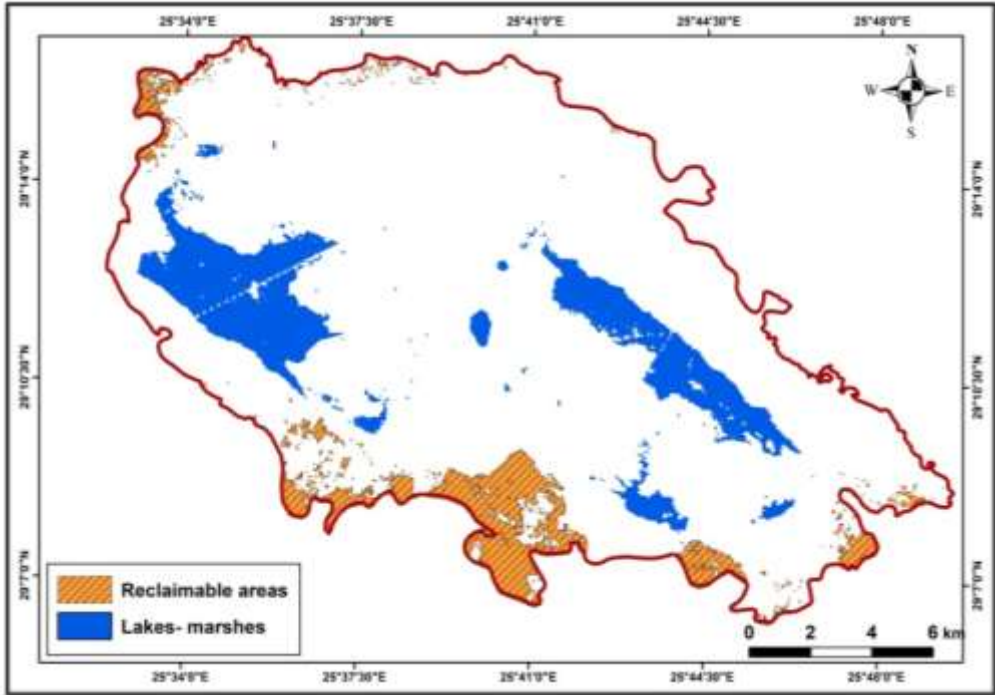 25°34'0"E 25°37'30"E 25°41'0"E 25°44'30"E 25°48'0"E
N
W E
S
29°14'0"N 29°14'0"N
29°10'30"N 29°10'30"N
29°7'0"N 29°7'0"N
Reclaimable areas
Lakes- marshes
0 2 4 6 km
25°34'0"E 25°37'30"E 25°41'0"E 25°44'30"E 25°48'0"E